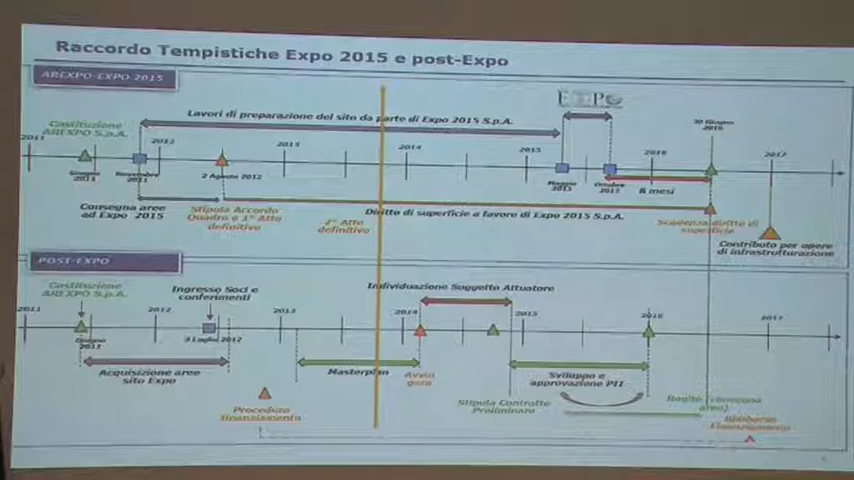 Raccordo Tempistiche Expo 2015 e post-Expo
AREXPO-EXPO 2015
Costituzione
AREXPO S.p.A.
Lavori di preparazione del sito da parte di Expo 2015 S.p.A.
EXPO
30 Giugno
2016
2011
2012
2013
2014
2015
2016
2017
Giugno
2011
Novembre
2011
2 Agosto 2012
Maggio
2015
Ottobre
2015
8 mesi
Consegna aree
ad Expo 2015
Stipula Accordo
Quadro e 1° Atto
definitivo
2° Atto
definitivo
Diritto di superficie a favore di Expo 2015 S.p.A.
Scadenza diritto di
superficie
Contributo per opere
di infrastrutturazione
POST-EXPO
Costituzione
AREXPO S.p.A.
Ingresso Soci e
conferimenti
Individuazione Soggetto Attuatore
2011
2012
2013
2014
2015
2016
2017
Giugno
2011
31 Luglio 2012
Acquisizione aree
sito Expo
Masterplan
Avvio
gara
Sviluppo e
approvazione PII
Procedura
finanziamento
Stipula Contratto
Preliminare
Rogito (consegna
aree)
Rimborso
Finanziamento